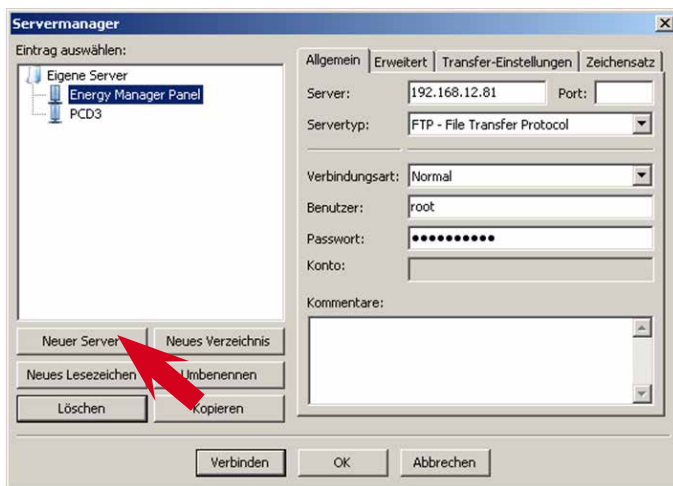 Servermanager
Eintrag auswählen:
Eigene Server
Energy Manager Panel
PCD3
Neuer Server
Neues Verzeichnis
Neues Lesezeichen
Umbenennen
Löschen
Kopieren
Allgemein
Erweitert
Transfer-Einstellungen
Zeichensatz
Server:
192.168.12.81
Port:
Servertyp:
FTP - File Transfer Protocol
Verbindungsart:
Normal
Benutzer:
root
Passwort:
●●●●●●●●●●
Konto:
Kommentare:
Verbinden
OK
Abbrechen